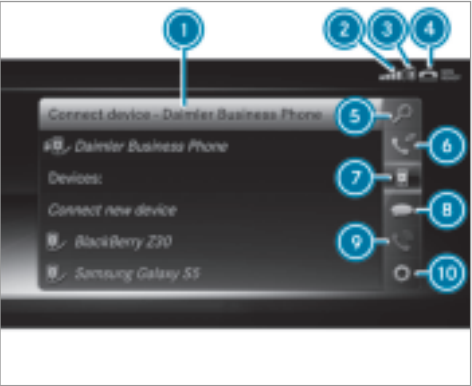 1
2
3
4
Connect device - Daimler Business Phone
5
Daimler Business Phone
6
Devices:
7
Connect new device
8
BlackBerry Z30
9
Samsung Galaxy S5
10